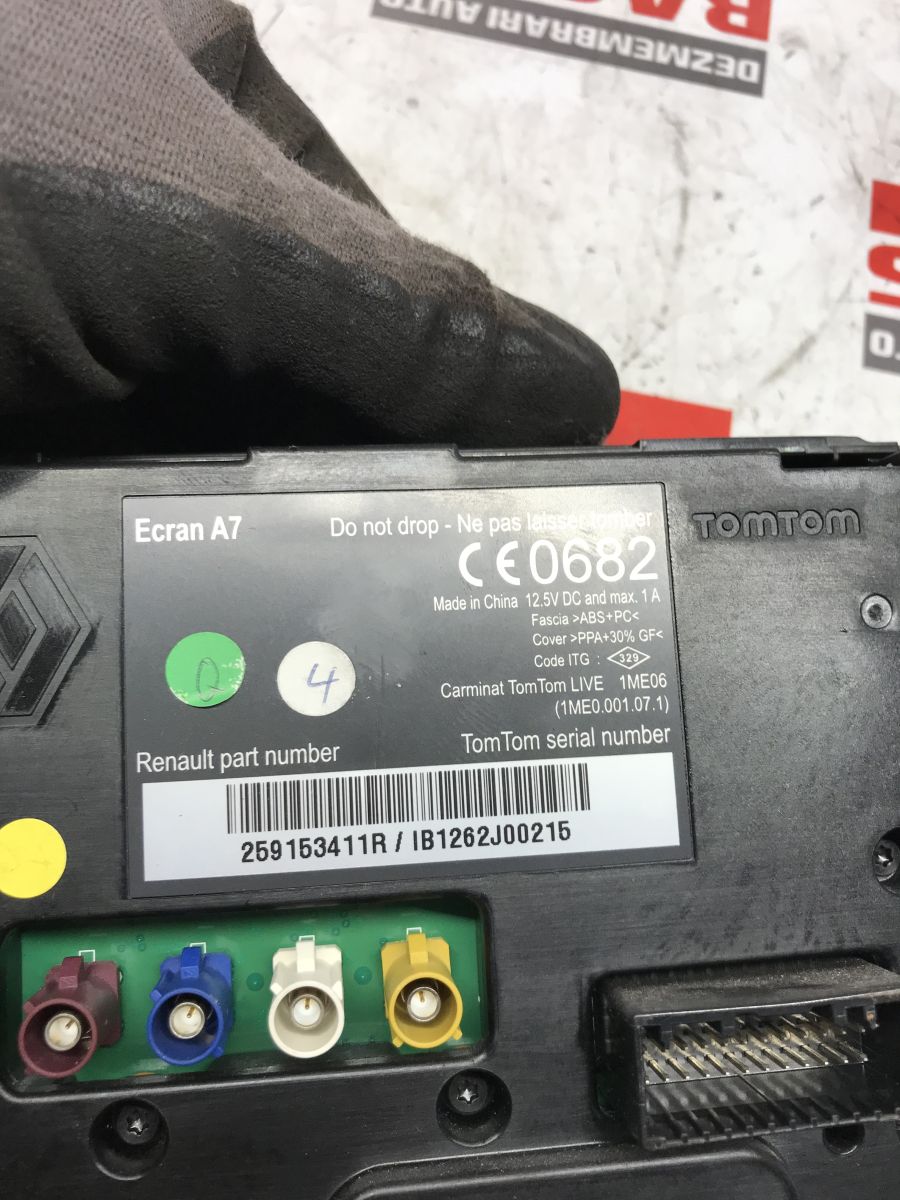 DEZMEMBRARI AUTO
Ecran A7
Do not drop - Ne pas laisser tomber
TOMTOM
CE0682
Made in China 12.5V DC and max. 1 A
Fascia >ABS+PC<
Cover >PPA+30% GF<
Code ITG : 329
Q
4
Carminat TomTom LIVE 1ME06
(1ME0.001.07.1)
Renault part number
TomTom serial number
259153411R / IB1262J00215